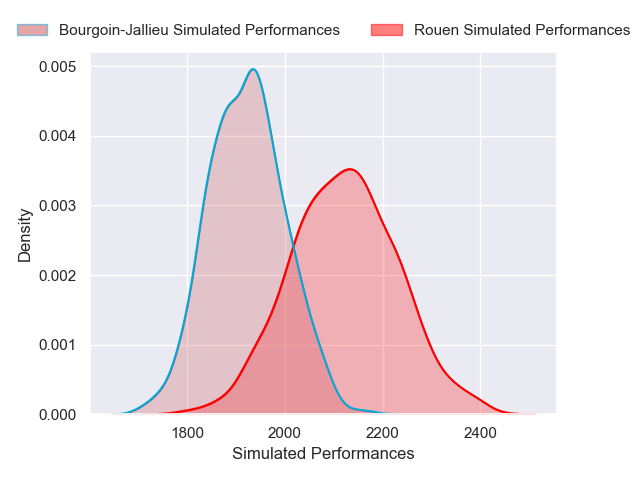 Bourgoin-Jallieu Simulated Performances
Rouen Simulated Performances
0.005
0.004
0.003
0.002
0.001
0.000
Density
1800
2000
2200
2400
Simulated Performances